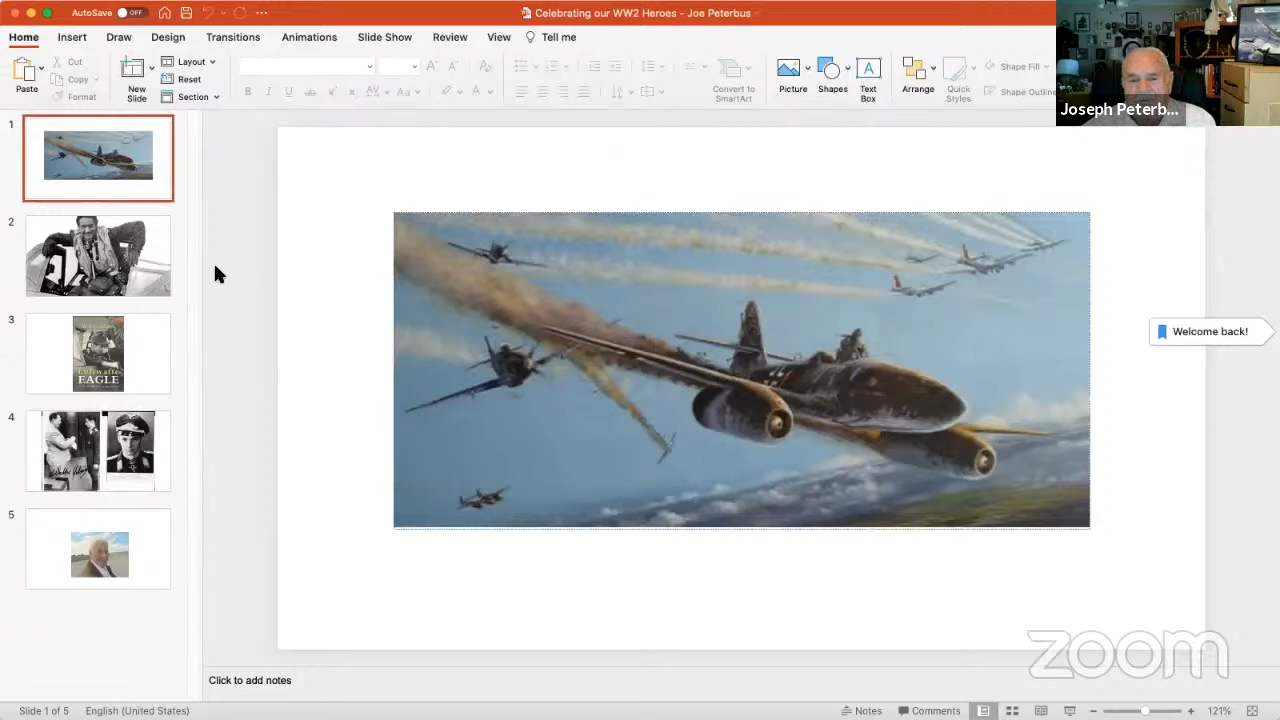 AutoSave OFF
Celebrating our WW2 Heroes - Joe Peterbus
Home Insert Draw Design Transitions Animations Slide Show Review View Tell me
Paste
Cut
Copy
Format
New Slide
Layout
Reset
Section
B I U
Convert to SmartArt
Picture
Shapes
Text Box
Arrange
Quick Styles
Shape Fill
Shape Outline
Joseph Peterb...
1
2
3
Luftwaffe
EAGLE
4
5
Welcome back!
zoom
Click to add notes
Slide 1 of 5 English (United States) Notes Comments 121%